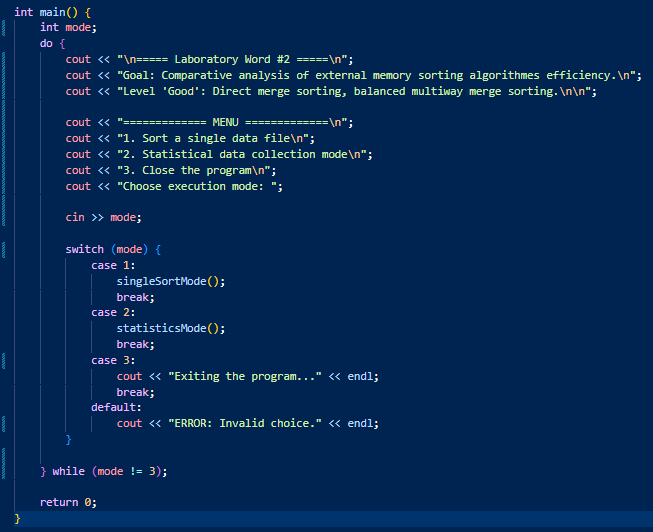 int main() {
    int mode;
    do {
        cout << "\n===== Laboratory Word #2 =====\n";
        cout << "Goal: Comparative analysis of external memory sorting algorithmes efficiency.\n";
        cout << "Level 'Good': Direct merge sorting, balanced multiway merge sorting.\n\n";
        cout << "============= MENU =============\n";
        cout << "1. Sort a single data file\n";
        cout << "2. Statistical data collection mode\n";
        cout << "3. Close the program\n";
        cout << "Choose execution mode: ";
        cin >> mode;
        switch (mode) {
            case 1:
                singleSortMode();
                break;
            case 2:
                statisticsMode();
                break;
            case 3:
                cout << "Exiting the program..." << endl;
                break;
            default:
                cout << "ERROR: Invalid choice." << endl;
        }
    } while (mode != 3);
    return 0;
}